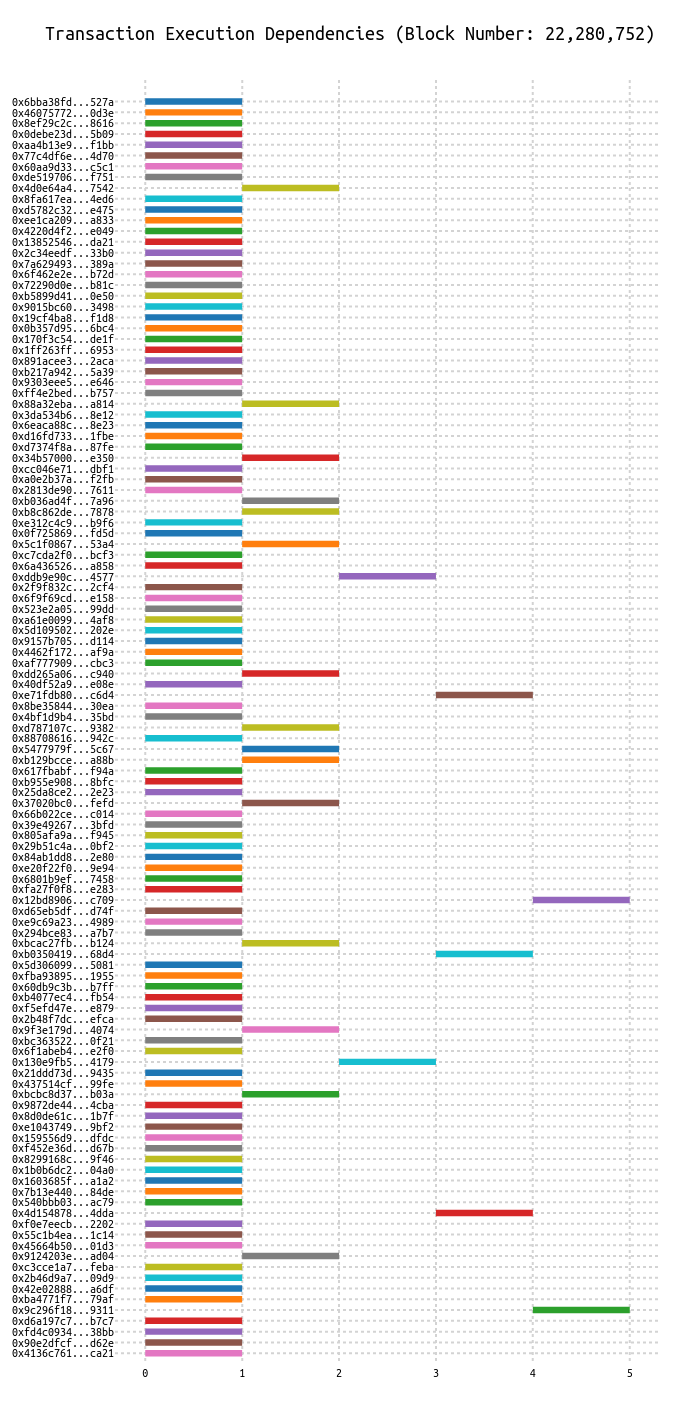 Transaction Execution Dependencies (Block Number: 22,280,752)
0x6bba38fd...527a
0x46075772...0d3e
0x8ef29c2c...8616
0x0debe23d...5b09
0xaa4b13e9...f1bb
0x77c4df6e...4d70
0x60aa9d33...c5c1
0xde519706...f751
0x4d0e64a4...7542
0x8fa617ea...4ed6
0xd5782c32...e475
0xee1ca209...a833
0x4220d4f2...e049
0x13852546...da21
0x2c34eedf...33b0
0x7a629493...389a
0x6f462e2e...b72d
0x72290d0e...b81c
0xb5899d41...0e50
0x9015bc60...3498
0x19cf4ba8...f1d8
0x0b357d95...6bc4
0x170f3c54...de1f
0x1ff263ff...6953
0x891acee3...2aca
0xb217a942...5a39
0x9303eee5...e646
0xff4e2bed...b757
0x88a32eba...a814
0x3da534b6...8e12
0x6eaca88c...8e23
0xd16fd733...1fbe
0xd7374f8a...87fe
0x34b57000...e350
0xcc046e71...dbf1
0xa0e2b37a...f2fb
0x2813de90...7611
0xb036ad4f...7a96
0xb8c862de...7878
0xe312c4c9...b9f6
0x0f725869...fd5d
0x5c1f0867...53a4
0xc7cda2f0...bcf3
0x6a436526...a858
0xddb9e90c...4577
0x2f9f832c...2cf4
0x6f9f69cd...e158
0x523e2a05...99dd
0xa61e0099...4af8
0x5d109502...202e
0x9157b705...d114
0x4462f172...af9a
0xaf777909...cbc3
0xdd265a06...c940
0x40df52a9...e08e
0xe71fdb80...c6d4
0x8be35844...30ea
0x4bf1d9b4...35bd
0xd787107c...9382
0x88708616...942c
0x5477979f...5c67
0xb129bcce...a88b
0x617fbabf...f94a
0xb955e908...8bfc
0x25da8ce2...2e23
0x37020bc0...fefd
0x66b022ce...c014
0x39e49267...3bfd
0x805afa9a...f945
0x29b51c4a...0bf2
0x84ab1dd8...2e80
0xe20f22f0...9e94
0x6801b9ef...7458
0xfa27f0f8...e283
0x12bd8906...c709
0xd65eb5df...d74f
0xe9c69a23...4989
0x294bce83...a7b7
0xbcac27fb...b124
0xb0350419...68d4
0x5d306099...5081
0xfba93895...1955
0x60db9c3b...b7ff
0xb4077ec4...fb54
0xf5efd47e...e879
0x2b48f7dc...efca
0x9f3e179d...4074
0xbc363522...0f21
0x6f1abeb4...e2f0
0x130e9fb5...4179
0x21ddd73d...9435
0x437514cf...99fe
0xbcbc8d37...b03a
0x9872de44...4cba
0x8d0de61c...1b7f
0xe1043749...9bf2
0x159556d9...dfdc
0xf452e36d...d67b
0x8299168c...9f46
0x1b0b6dc2...04a0
0x1603685f...a1a2
0x7b13e440...84de
0x540bbb03...ac79
0x4d154878...4dda
0xf0e7eecb...2202
0x55c1b4ea...1c14
0x45664b50...01d3
0x9124203e...ad04
0xc3cce1a7...feba
0x2b46d9a7...09d9
0x42e02888...a6df
0xba4771f7...79af
0x9c296f18...9311
0xd6a197c7...b7c7
0xfd4c0934...38bb
0x90e2dfcf...d62e
0x4136c761...ca21
0 1 2 3 4 5